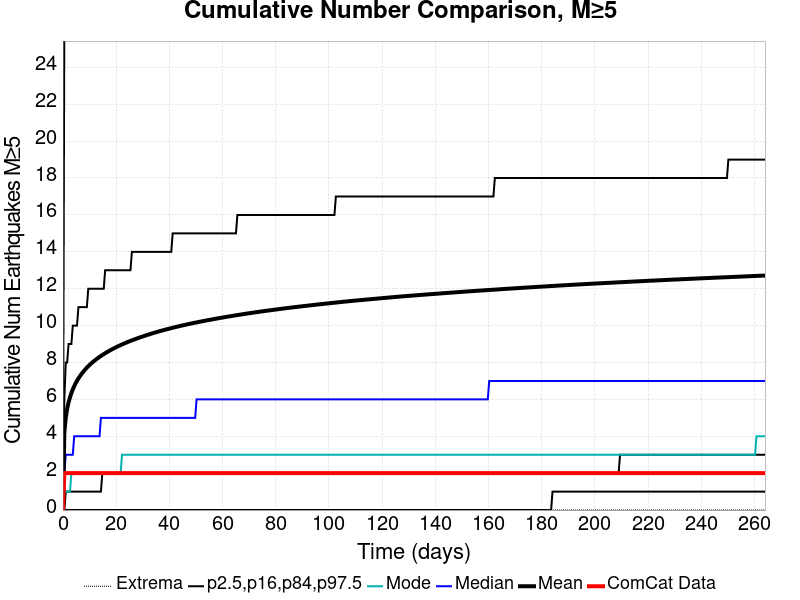 Cumulative Number Comparison, M≥5
Cumulative Num Earthquakes M≥5
24
22
20
18
16
14
12
10
8
6
4
2
0
0 20 40 60 80 100 120 140 160 180 200 220 240 260
Time (days)
Extrema p2.5,p16,p84,p97.5 Mode Median Mean ComCat Data